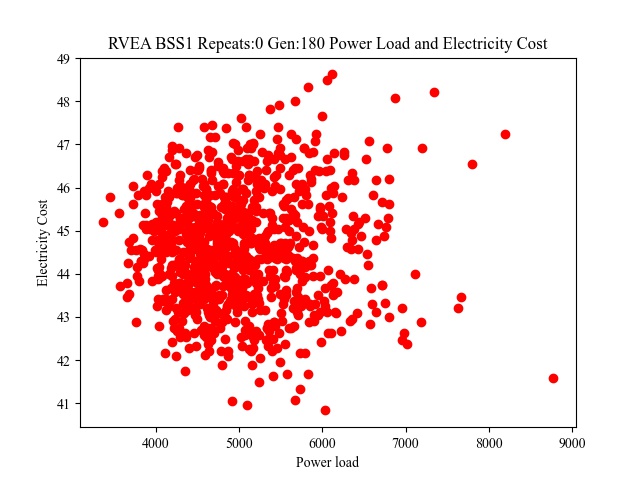 RVEA BSS1 Repeats:0 Gen:180 Power Load and Electricity Cost
49
48
47
46
45
44
43
42
41
Electricity Cost
4000 5000 6000 7000 8000 9000
Power load